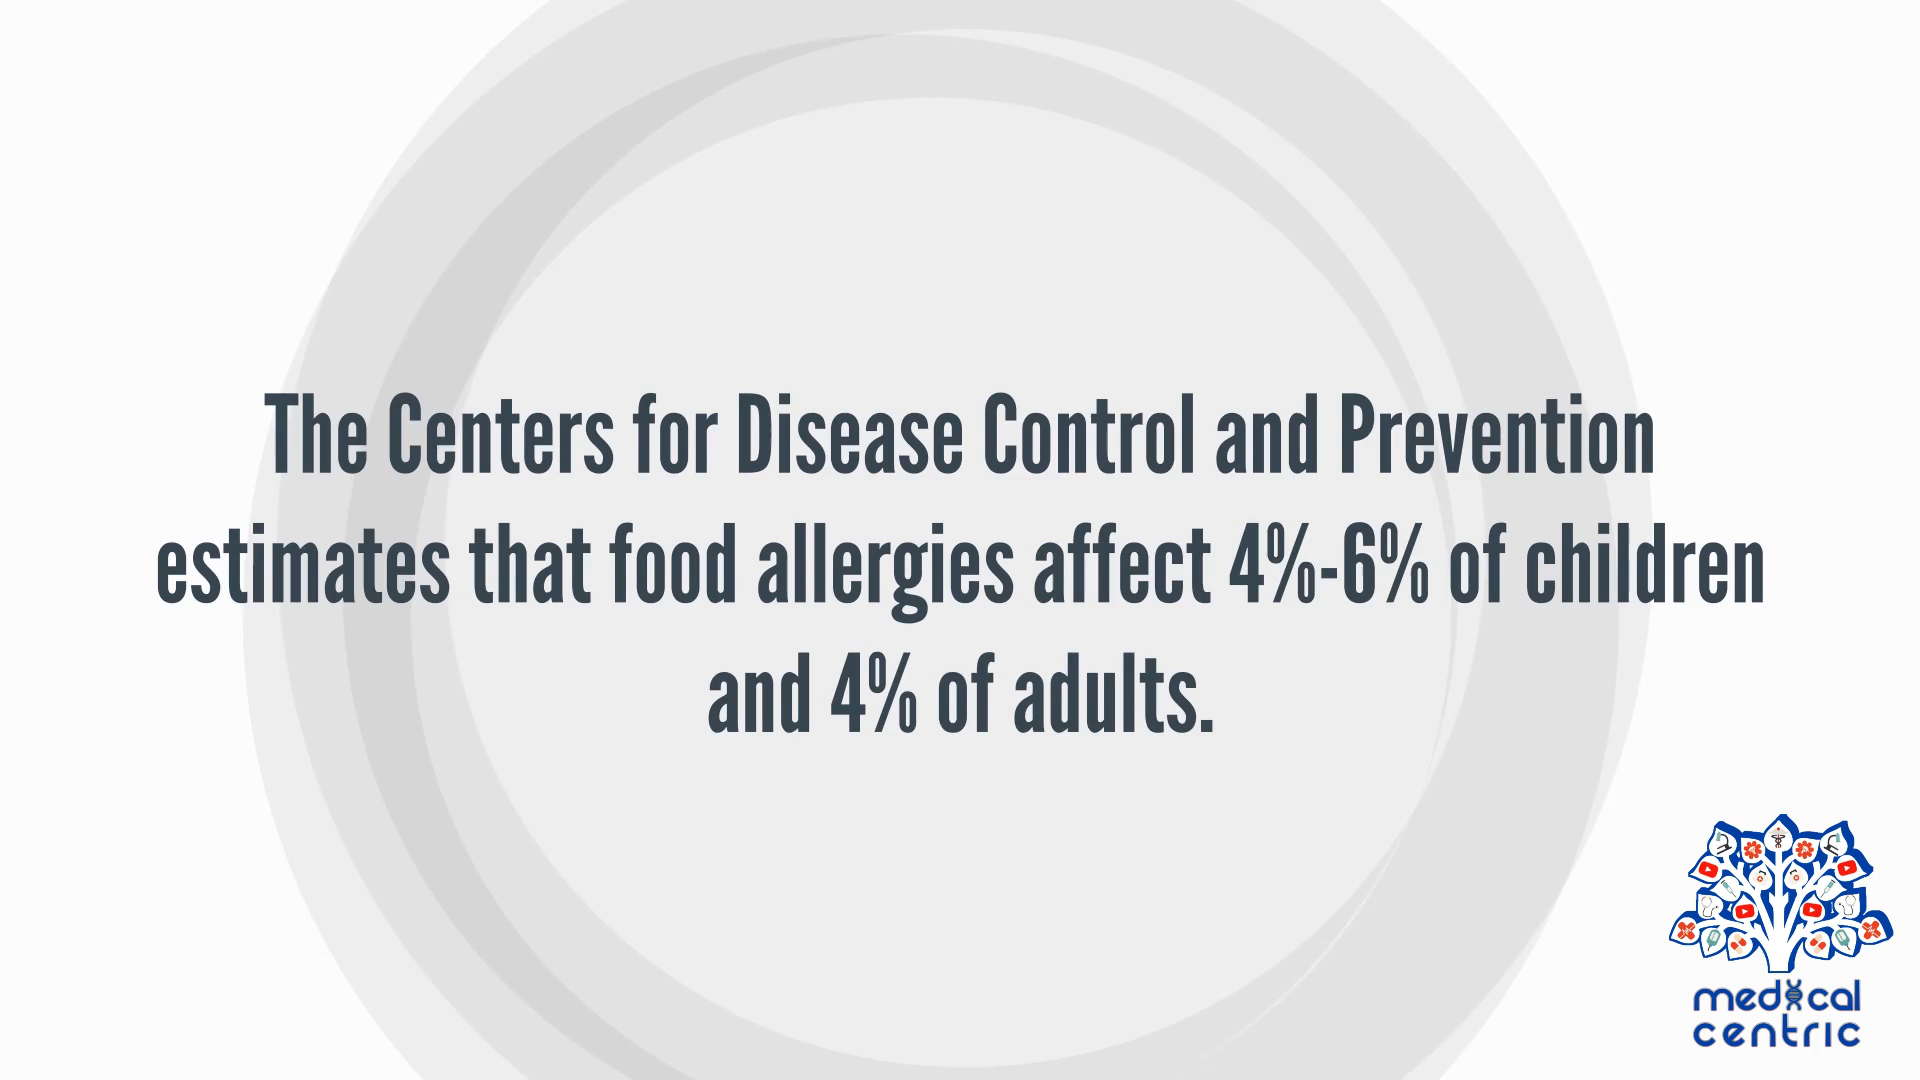 The Centers for Disease Control and Prevention
estimates that food allergies affect 4%-6% of children
and 4% of adults.
medical
centric